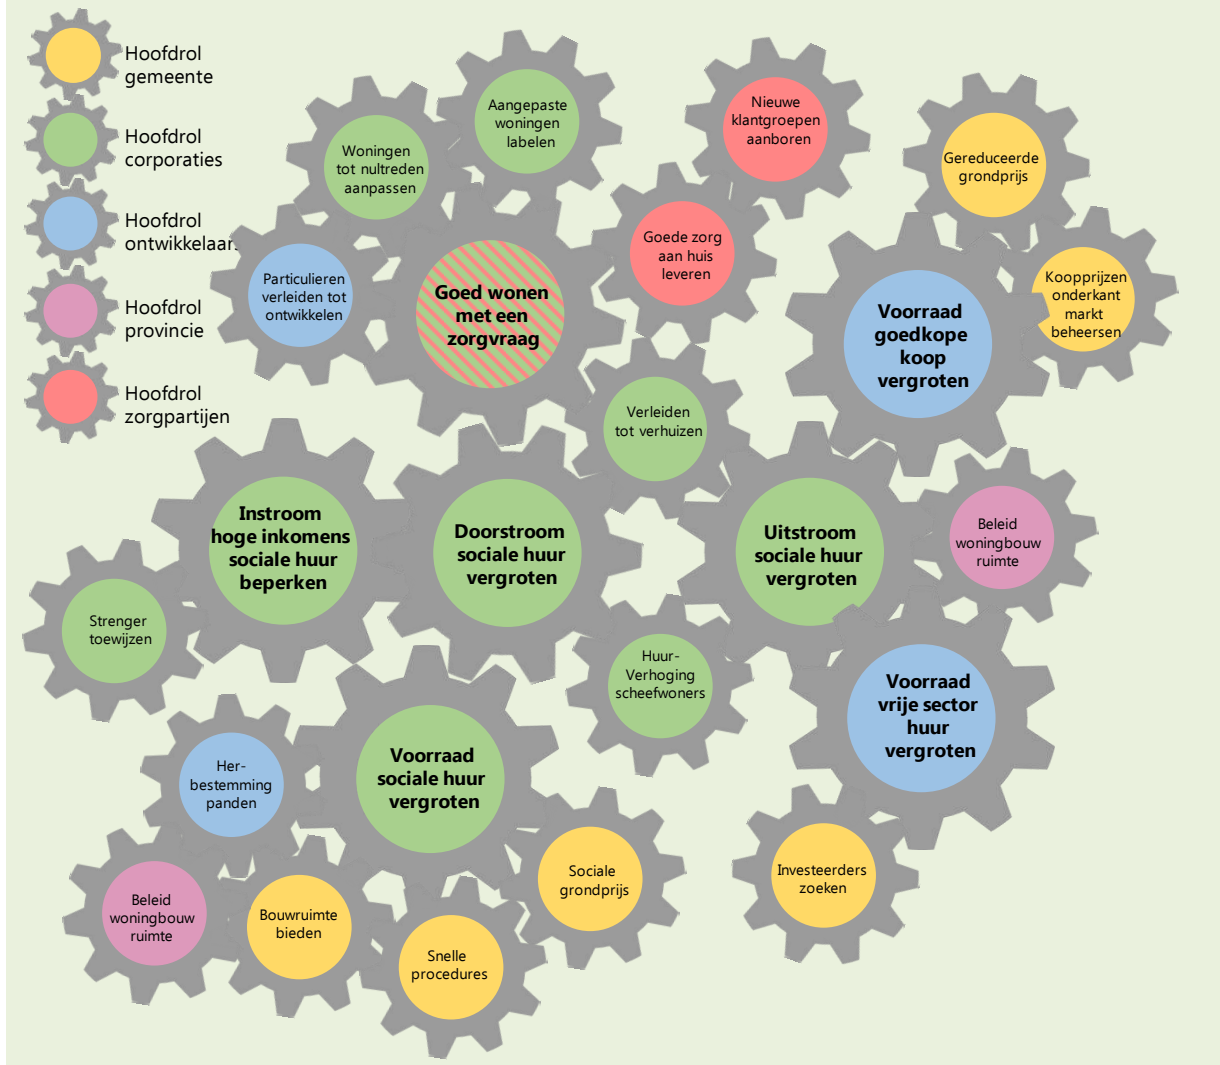 Hoofdrol
gemeente
Hoofdrol
corporaties
Hoofdrol
ontwikkelaars
Hoofdrol
provincie
Hoofdrol
zorgpartijen
Aangepaste
woningen
labelen
Woningen
tot nultreden
aanpassen
Nieuwe
klantgroepen
aanboren
Gereduceerde
grondprijs
Goede zorg
aan huis
leveren
Particulieren
verleiden tot
ontwikkelen
Goed wonen
met een
zorgvraag
Koopprijzen
onderkant
markt
beheersen
Voorraad
goedkope
koop
vergroten
Verleiden
tot verhuizen
Instroom
hoge inkomens
sociale huur
beperken
Doorstroom
sociale huur
vergroten
Uitstroom
sociale huur
vergroten
Beleid
woningbouw
ruimte
Strenger
toewijzen
Huur-
Verhoging
scheefwoners
Voorraad
vrije sector
huur
vergroten
Her-
bestemming
panden
Voorraad
sociale huur
vergroten
Sociale
grondprijs
Investeerders
zoeken
Beleid
woningbouw
ruimte
Bouwruimte
bieden
Snelle
procedures